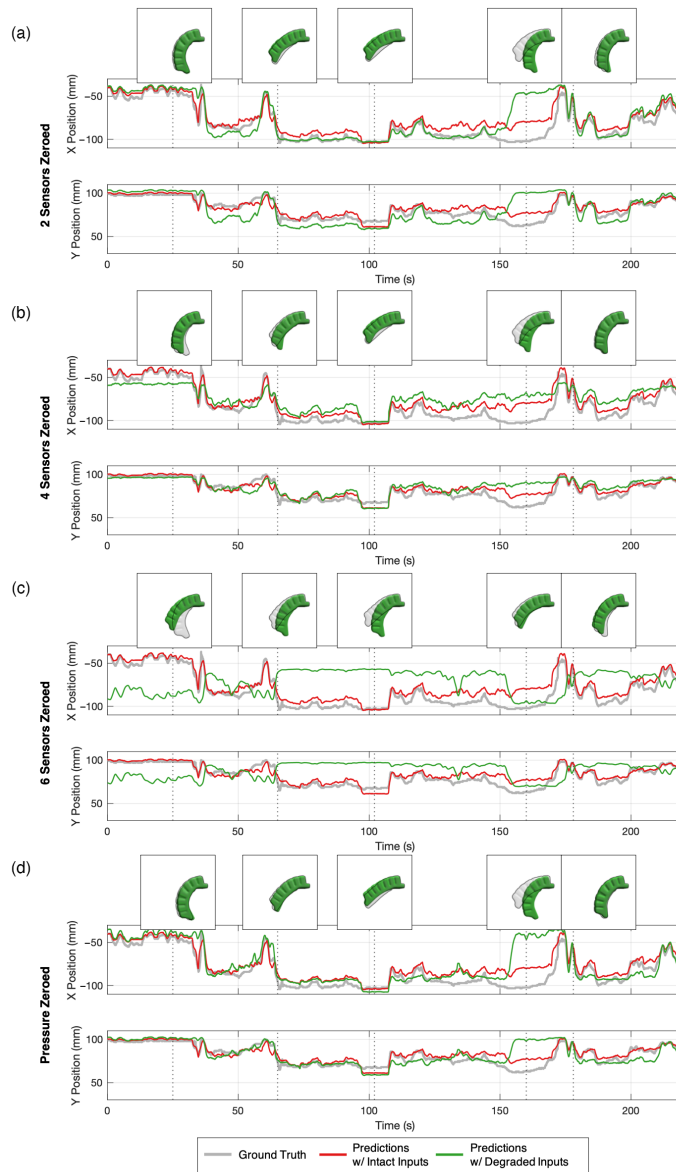 (a)
2 Sensors Zeroed
X Position (mm)
−50
−100
Y Position (mm)
100
50
0
50
100
150
200
Time (s)
(b)
4 Sensors Zeroed
X Position (mm)
−50
−100
Y Position (mm)
100
50
0
50
100
150
200
Time (s)
(c)
6 Sensors Zeroed
X Position (mm)
−50
−100
Y Position (mm)
100
50
0
50
100
150
200
Time (s)
(d)
Pressure Zeroed
X Position (mm)
−50
−100
Y Position (mm)
100
50
0
50
100
150
200
Time (s)
Ground Truth
Predictions
w/ Intact Inputs
Predictions
w/ Degraded Inputs